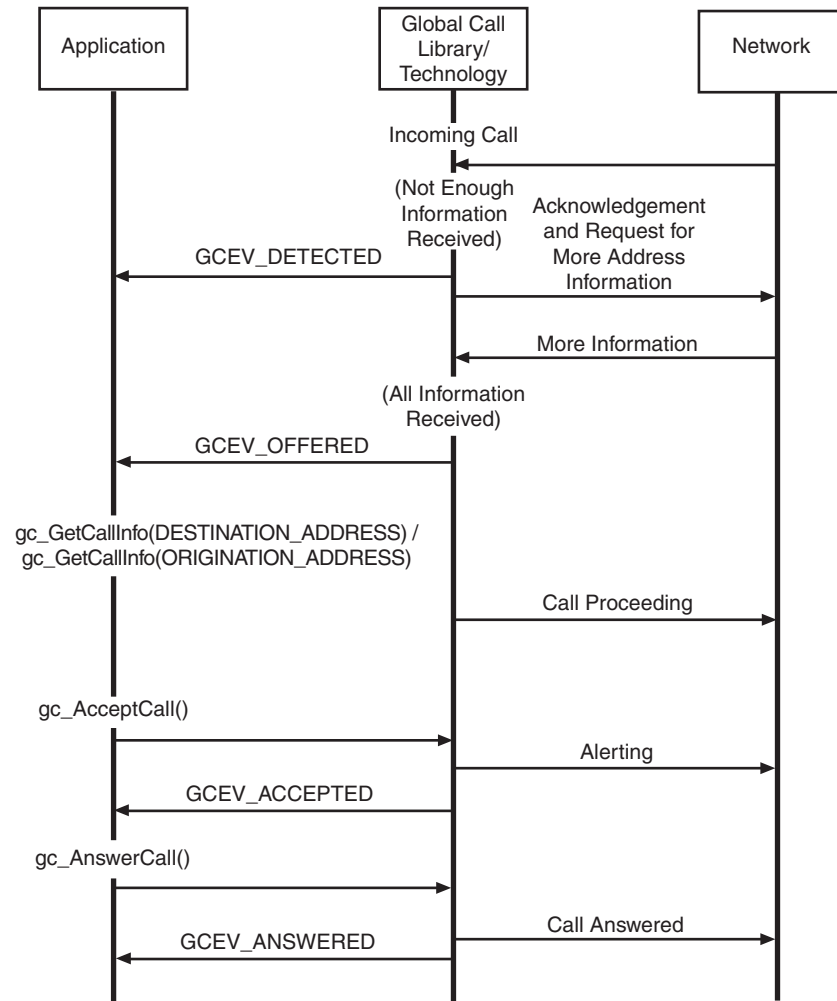 Application
Global Call
Library/
Technology
Network
Incoming Call
(Not Enough
Information
Received)
Acknowledgement
and Request for
More Address
Information
GCEV_DETECTED
More Information
(All Information
Received)
GCEV_OFFERED
gc_GetCallInfo(DESTINATION_ADDRESS) /
gc_GetCallInfo(ORIGINATION_ADDRESS)
Call Proceeding
gc_AcceptCall()
Alerting
GCEV_ACCEPTED
gc_AnswerCall()
Call Answered
GCEV_ANSWERED